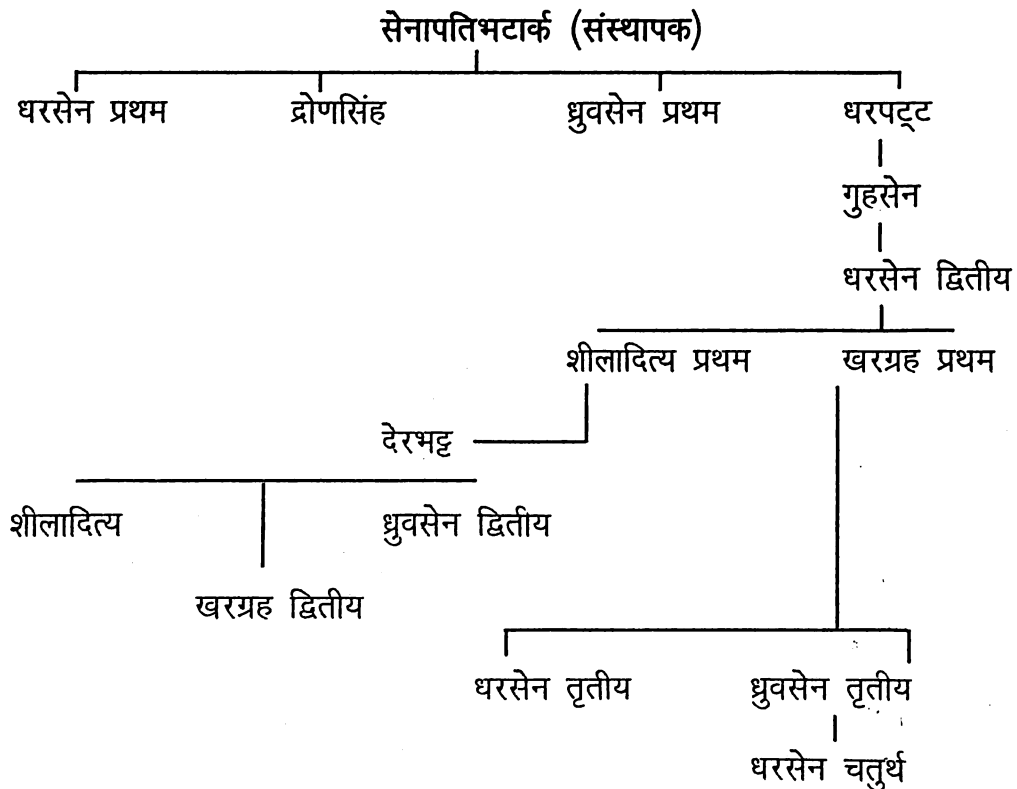 सेनापतिभटार्क (संस्थापक)
धरसेन प्रथम द्रोणसिंह ध्रुवसेन प्रथम धरपट्ट
गुहसेन
धरसेन द्वितीय
शीलादित्य प्रथम खरग्रह प्रथम
देरभट्ट
शीलादित्य ध्रुवसेन द्वितीय
खरग्रह द्वितीय
धरसेन तृतीय ध्रुवसेन तृतीय
धरसेन चतुर्थ